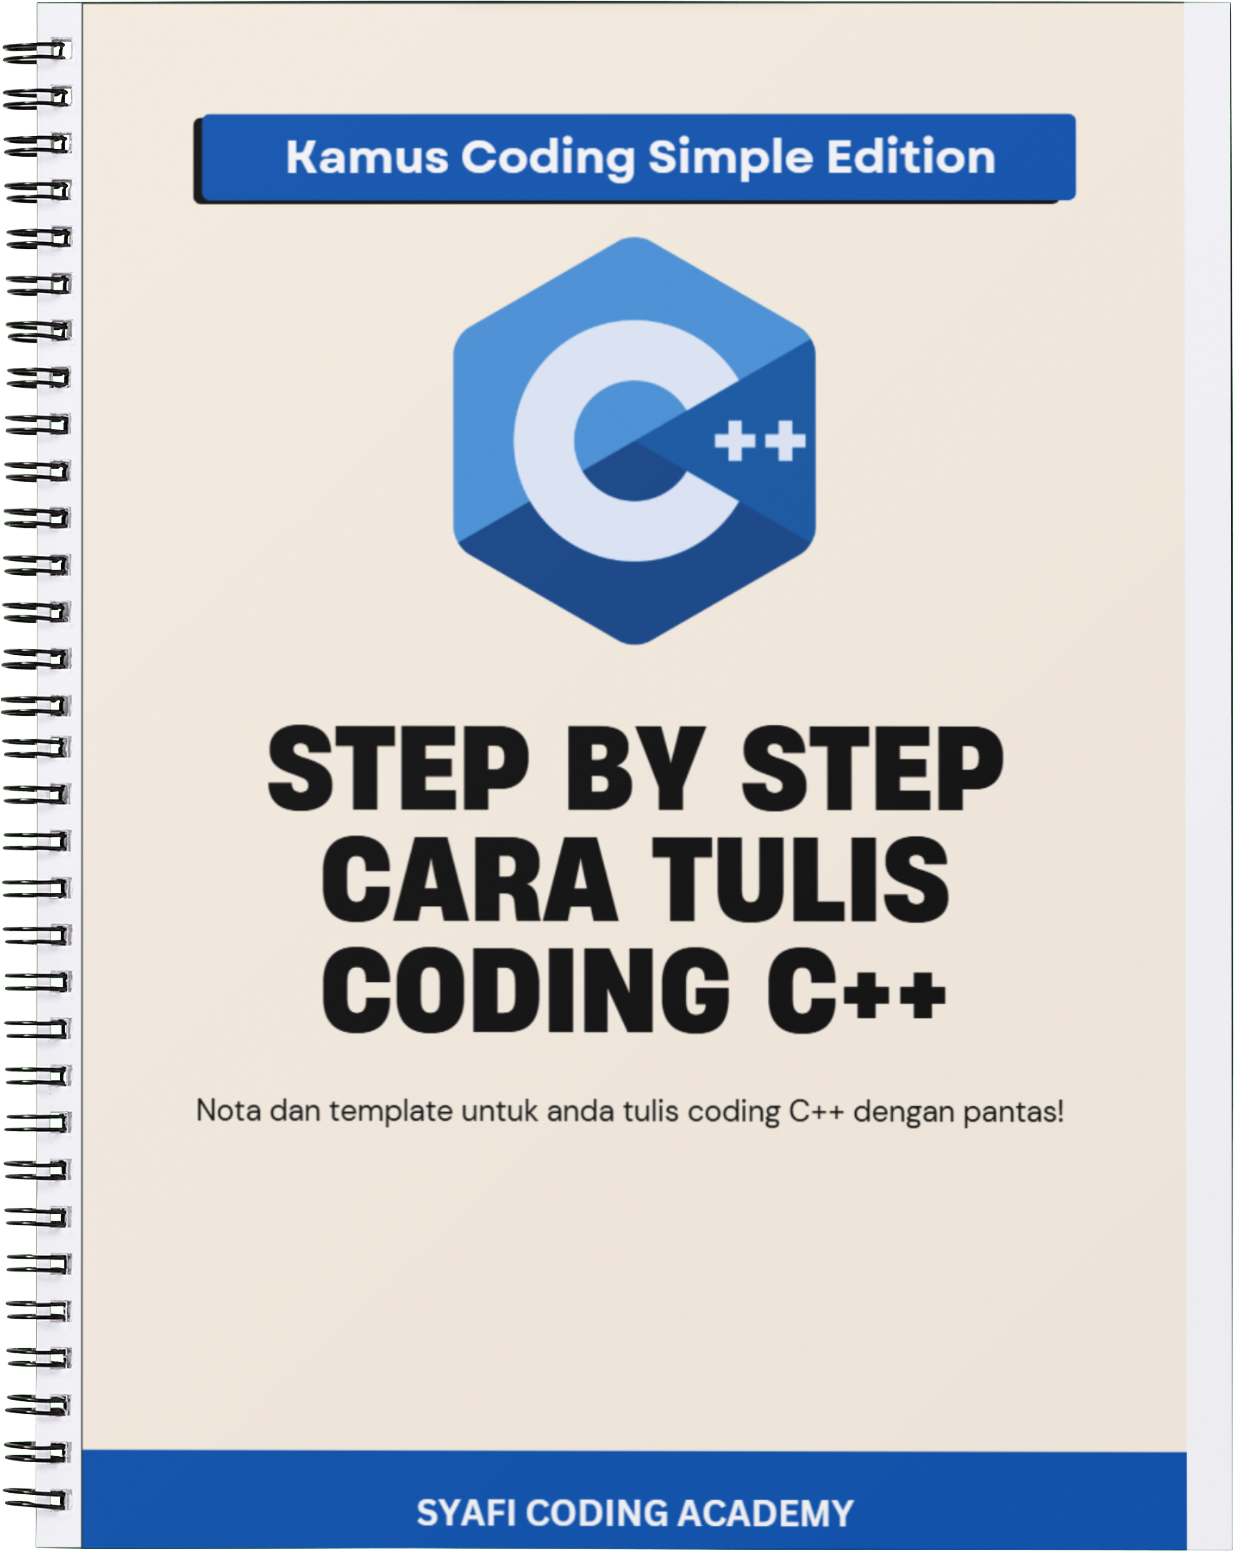 Kamus Coding Simple Edition
C++
STEP BY STEP
CARA TULIS
CODING C++
Nota dan template untuk anda tulis coding C++ dengan pantas!
SYAFI CODING ACADEMY